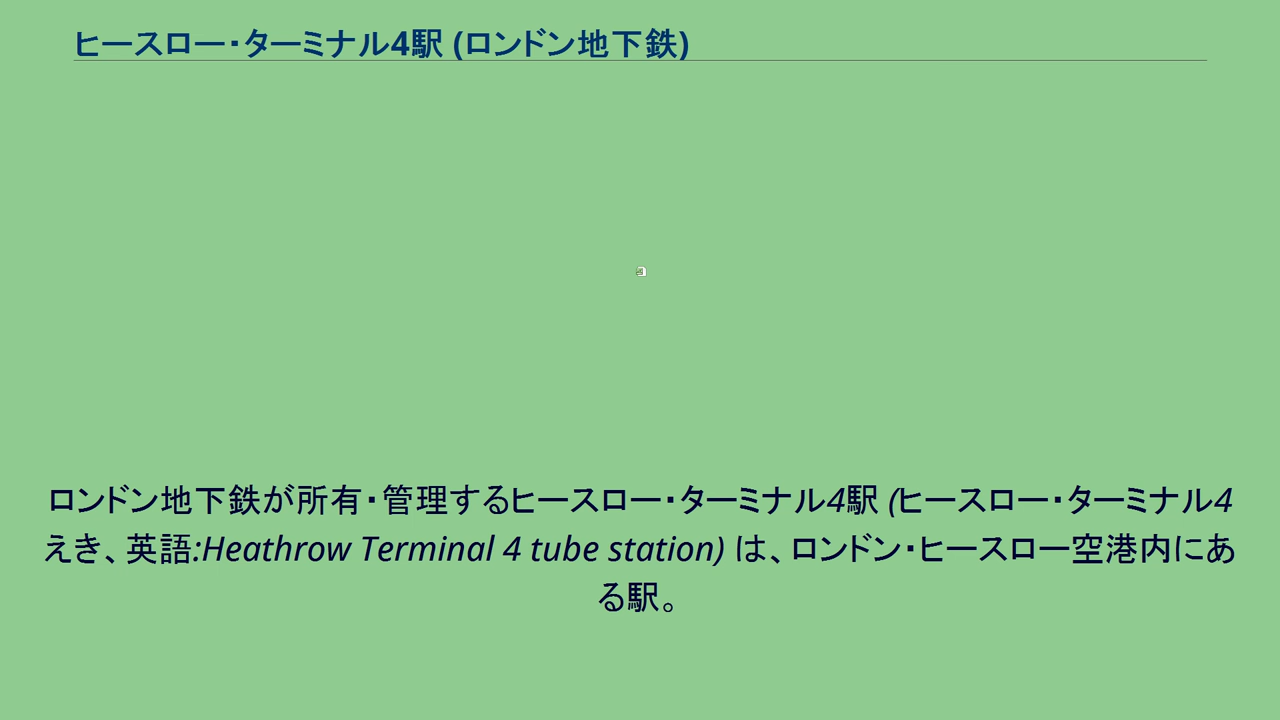 ヒースロー・ターミナル4駅 (ロンドン地下鉄)
ロンドン地下鉄が所有・管理するヒースロー・ターミナル4駅 (ヒースロー・ターミナル4
えき、英語:Heathrow Terminal 4 tube station) は、ロンドン・ヒースロー空港内にあ
る駅。